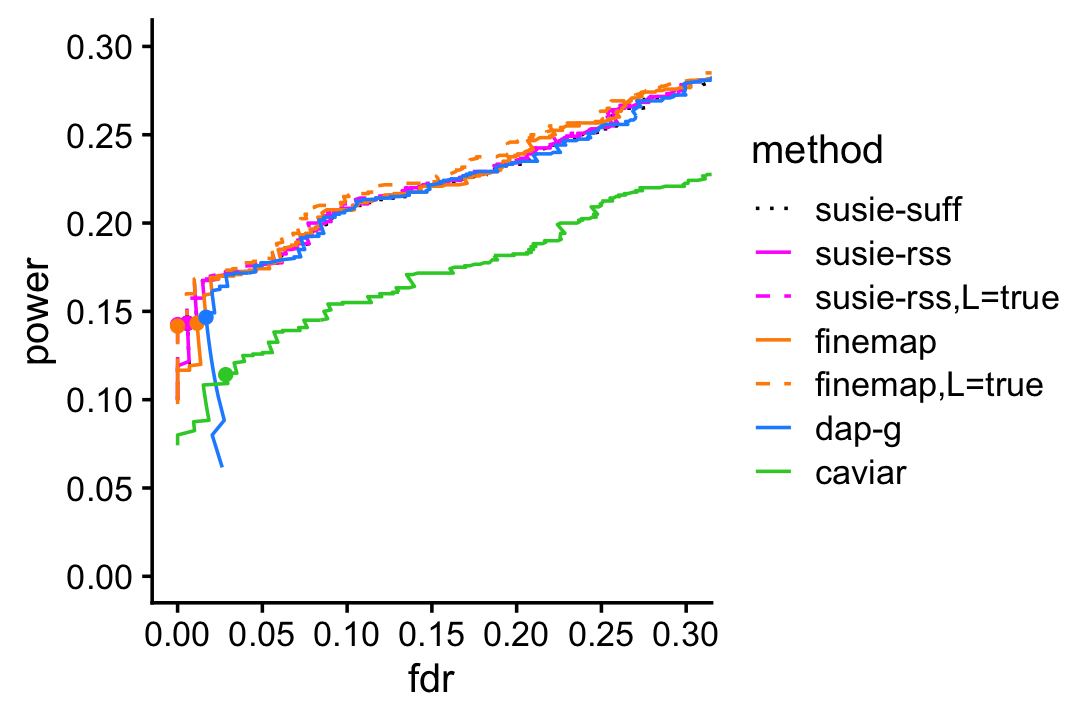 0.30
0.25
0.20
0.15
0.10
0.05
0.00
power
0.00 0.05 0.10 0.15 0.20 0.25 0.30
fdr
method
susie-suff
susie-rss
susie-rss,L=true
finemap
finemap,L=true
dap-g
caviar